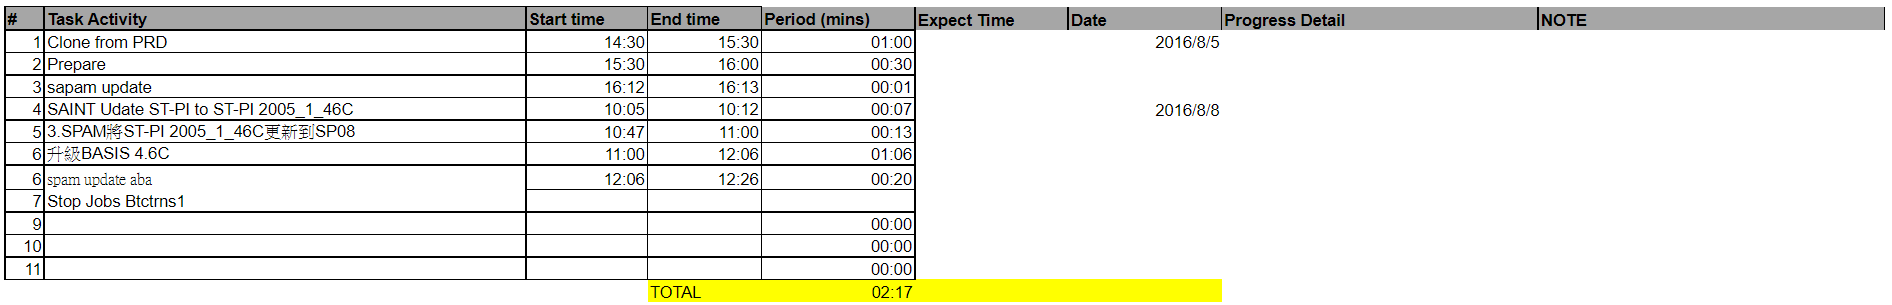 # Task Activity Start time End time Period (mins) Expect Time Date Progress Detail NOTE
1 Clone from PRD 14:30 15:30 01:00 2016/8/5
2 Prepare 15:30 16:00 00:30
3 sapam update 16:12 16:13 00:01
4 SAINT Udate ST-PI to ST-PI 2005_1_46C 10:05 10:12 00:07 2016/8/8
5 3.SPAM將ST-PI 2005_1_46C更新到SP08 10:47 11:00 00:13
6 升級BASIS 4.6C 11:00 12:06 01:06
6 spam update aba 12:06 12:26 00:20
7 Stop Jobs Btctrns1
9 00:00
10 00:00
11 00:00
TOTAL 02:17